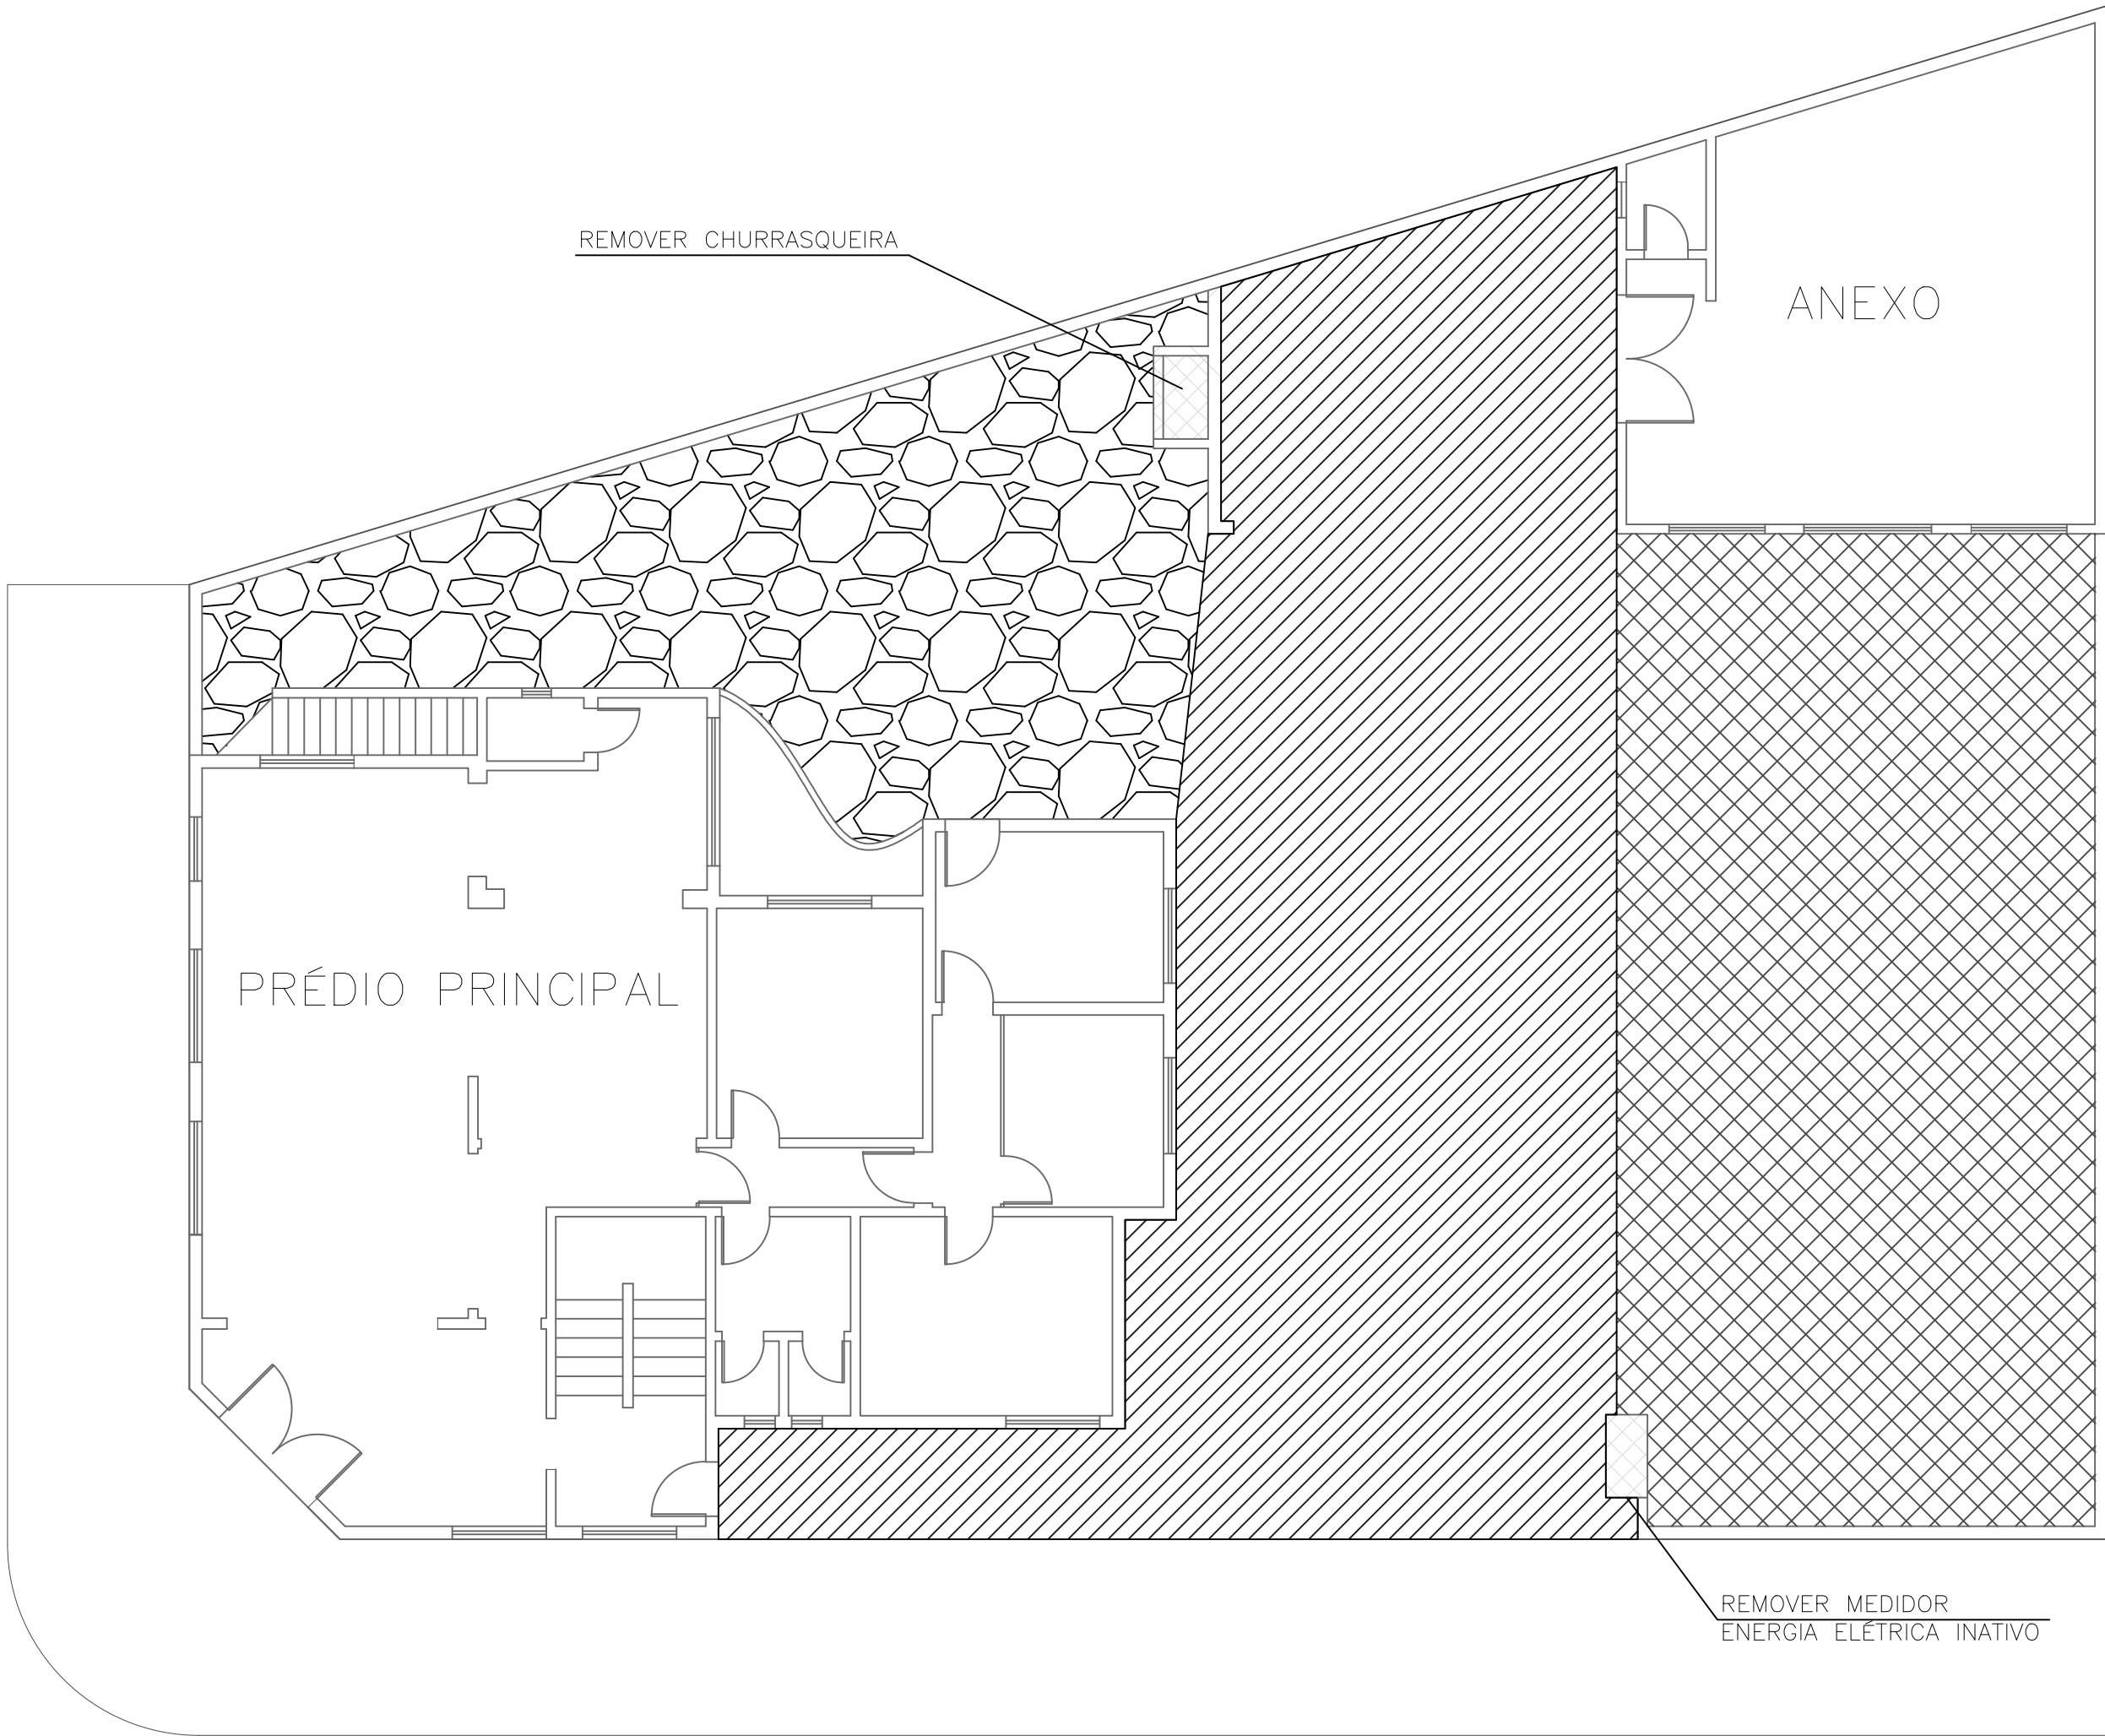 REMOVER CHURRASQUEIRA
ANEXO
PRÉDIO PRINCIPAL
REMOVER MEDIDOR
ENERGIA ELÉTRICA INATIVO